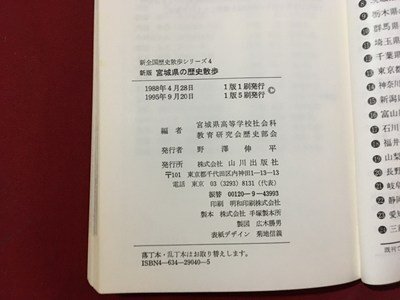 新全国歴史散歩シリーズ4
新版 宮城県の歴史散歩
1988年4月28日 1版1刷発行
1995年9月20日 1版5刷発行 ©
宮城県高等学校社会科
編者 教育研究会歴史部会
発行者 野澤伸平
発行所 株式会社 山川出版社
〒101 東京都千代田区内神田1-13-13
電話 東京 03(3293)8131(代表)
振替 00120-9-43993
印刷 明和印刷株式会社
製本 株式会社 手塚製本所
製図 広木勝男
表紙デザイン 菊地信義
落丁本・乱丁本はお取り替えします。
ISBN4-634-29040-5
栃木県
群馬県
埼玉県
千葉県
東京都
東京都
神奈川
新潟県
富山県
石川
福井
山梨
長野
岐阜
静岡
愛知
三重